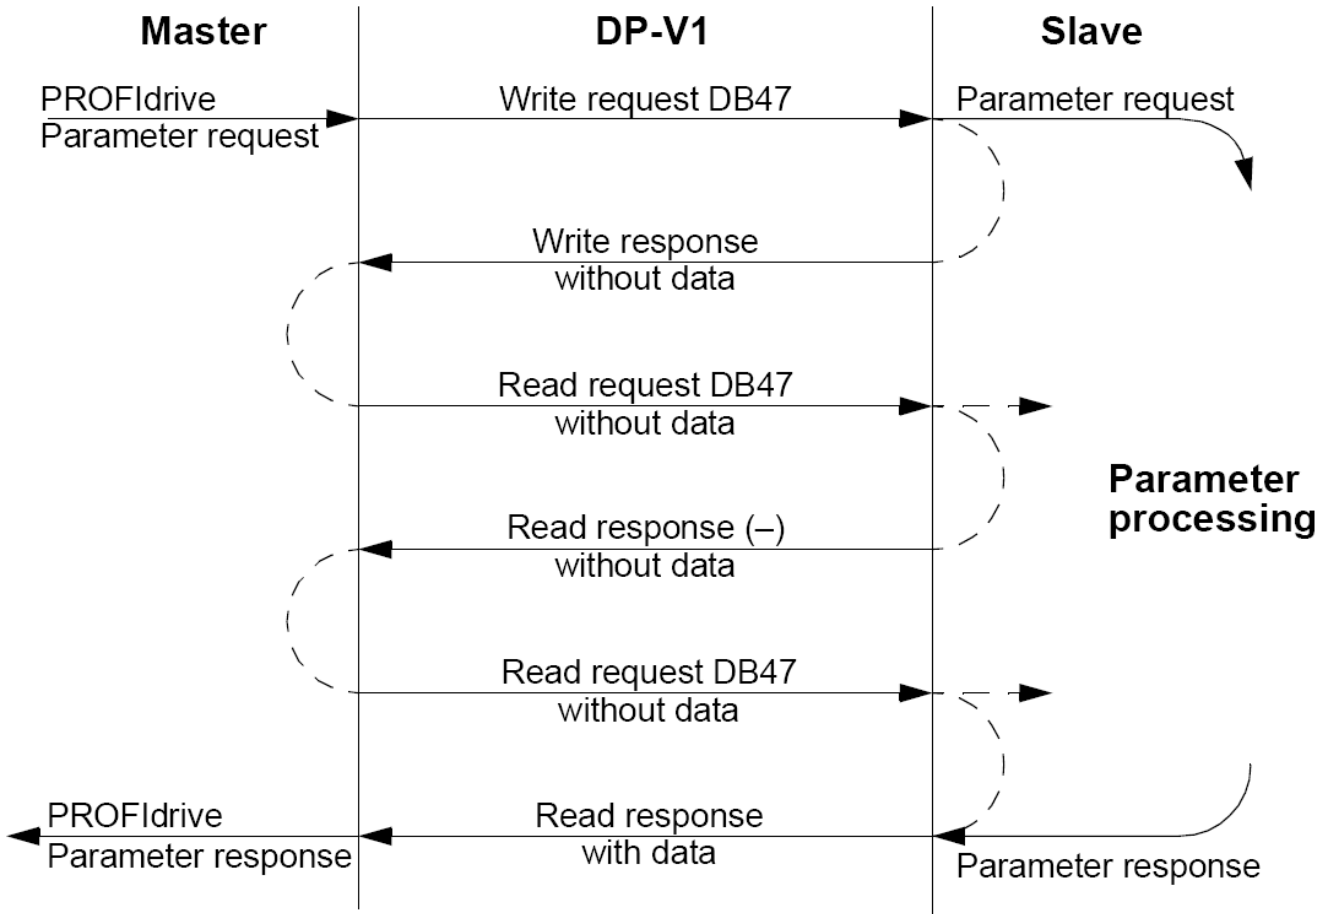 Master
DP-V1
Slave
PROFIdrive
Parameter request
Write request DB47
Parameter request
Write response
without data
Read request DB47
without data
Parameter
processing
Read response (–)
without data
Read request DB47
without data
PROFIdrive
Parameter response
Read response
with data
Parameter response